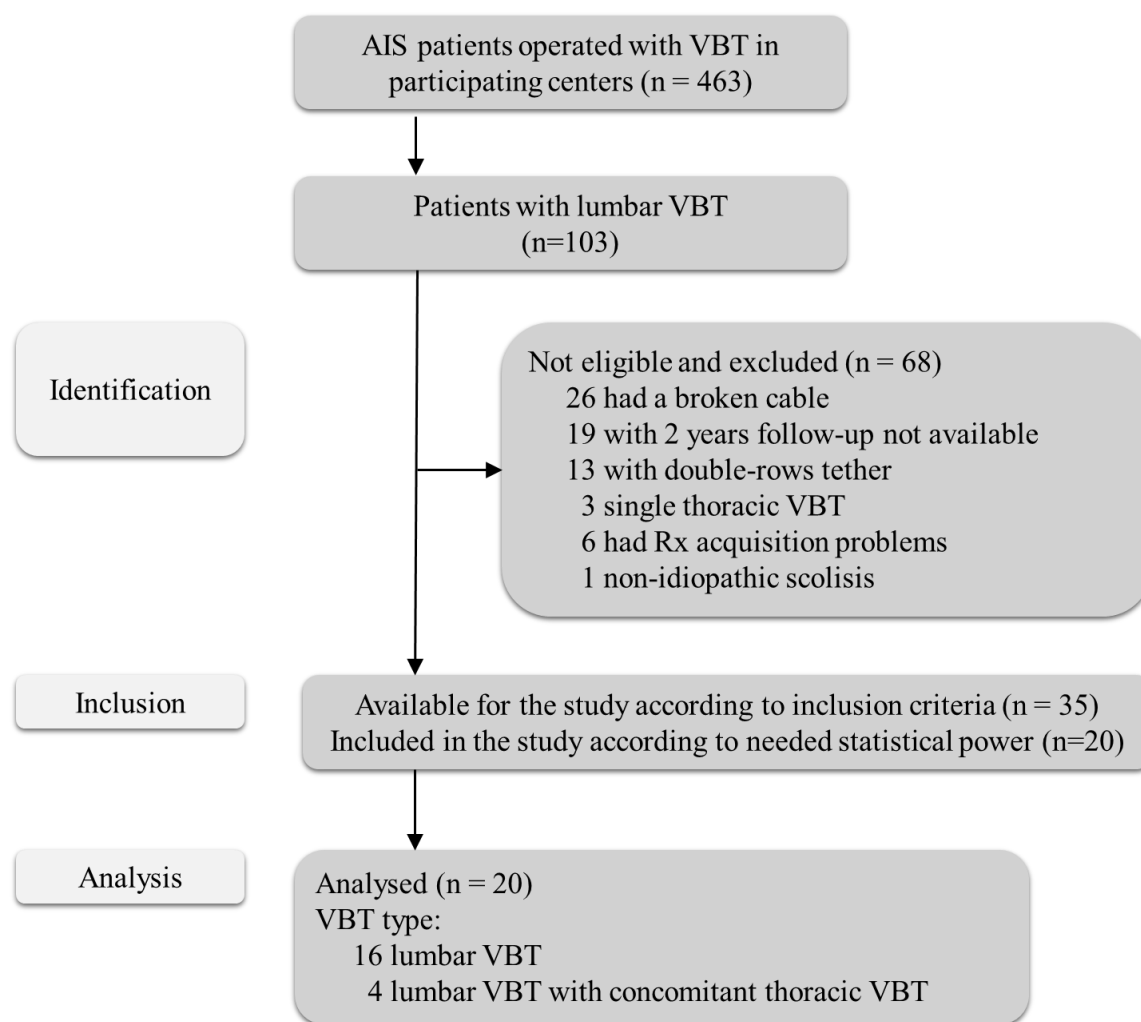 AIS patients operated with VBT in
participating centers (n = 463)
Patients with lumbar VBT
(n=103)
Identification
Not eligible and excluded (n = 68)
26 had a broken cable
19 with 2 years follow-up not available
13 with double-rows tether
3 single thoracic VBT
6 had Rx acquisition problems
1 non-idiopathic scolisis
Inclusion
Available for the study according to inclusion criteria (n = 35)
Included in the study according to needed statistical power (n=20)
Analysis
Analysed (n = 20)
VBT type:
16 lumbar VBT
4 lumbar VBT with concomitant thoracic VBT